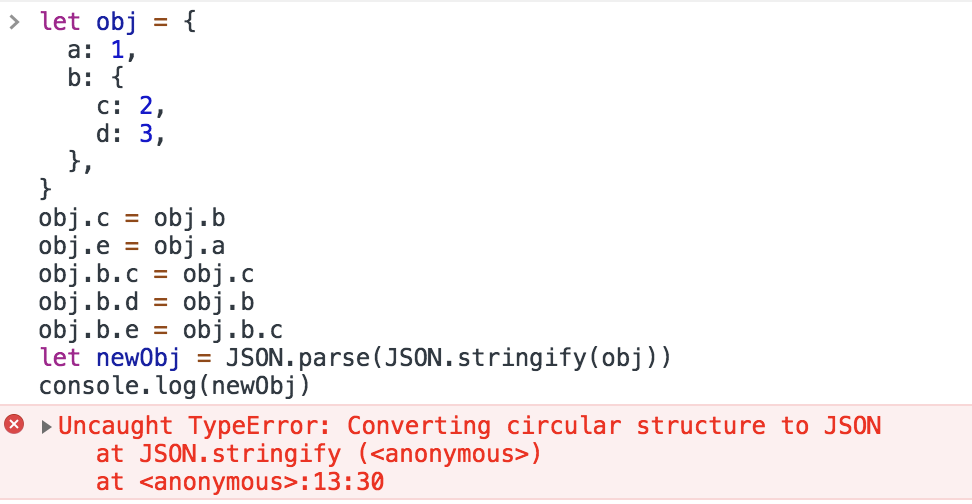 let obj = {
a: 1,
b: {
c: 2,
d: 3,
},
}
obj.c = obj.b
obj.e = obj.a
obj.b.c = obj.c
obj.b.d = obj.b
obj.b.e = obj.b.c
let newObj = JSON.parse(JSON.stringify(obj))
console.log(newObj)
Uncaught TypeError: Converting circular structure to JSON
at JSON.stringify (<anonymous>)
at <anonymous>:13:30